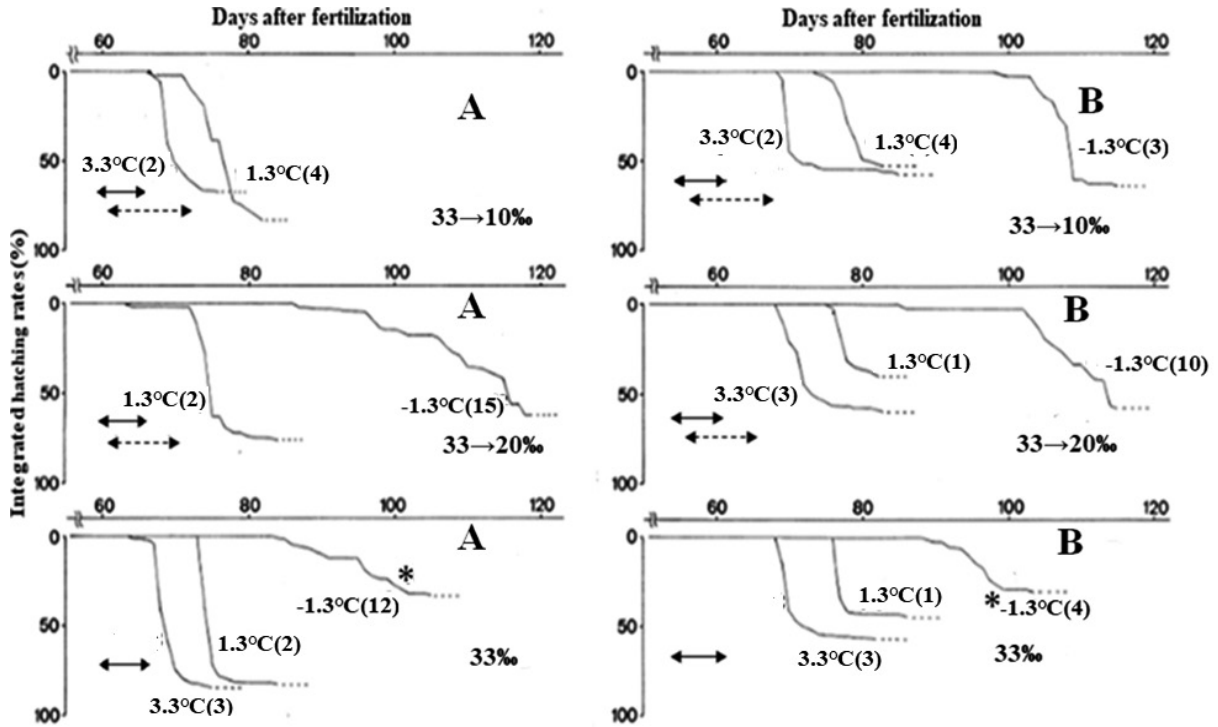 Days after fertilization
60 80 100 120
0
50
100
A
3.3°C(2)
1.3°C(4)
33→10‰
Days after fertilization
60 80 100 120
0
50
100
B
3.3°C(2)
1.3°C(4)
-1.3°C(3)
33→10‰
Integrated hatching rates (%)
60 80 100 120
0
50
100
A
1.3°C(2)
-1.3°C(15)
33→20‰
60 80 100 120
0
50
100
B
1.3°C(1)
3.3°C(3)
-1.3°C(10)
33→20‰
60 80 100 120
0
50
100
A
*
-1.3°C(12)
1.3°C(2)
33‰
3.3°C(3)
60 80 100 120
0
50
100
B
1.3°C(1)
*
-1.3°C(4)
3.3°C(3)
33‰